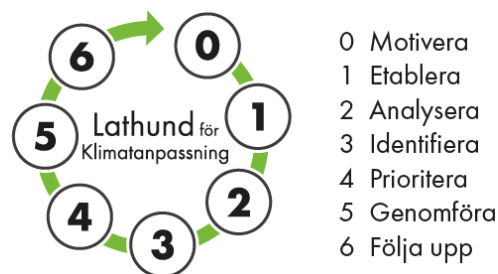 0
1
2
3
4
5
6
Lathund för
Klimatanpassning
0 Motivera
1 Etablera
2 Analysera
3 Identifiera
4 Prioritera
5 Genomföra
6 Följa upp